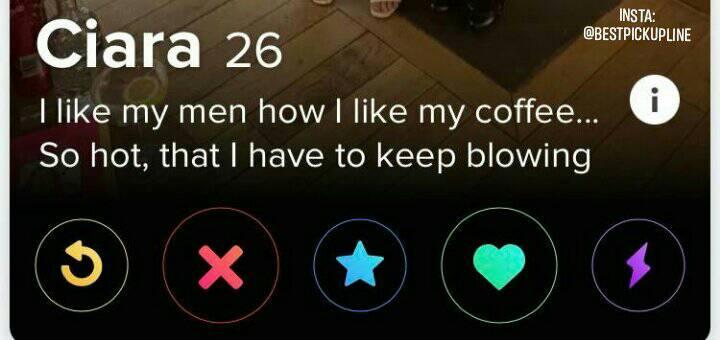 INSTA:
@BESTPICKUPLINE
Ciara 26
I like my men how I like my coffee...
So hot, that I have to keep blowing
i